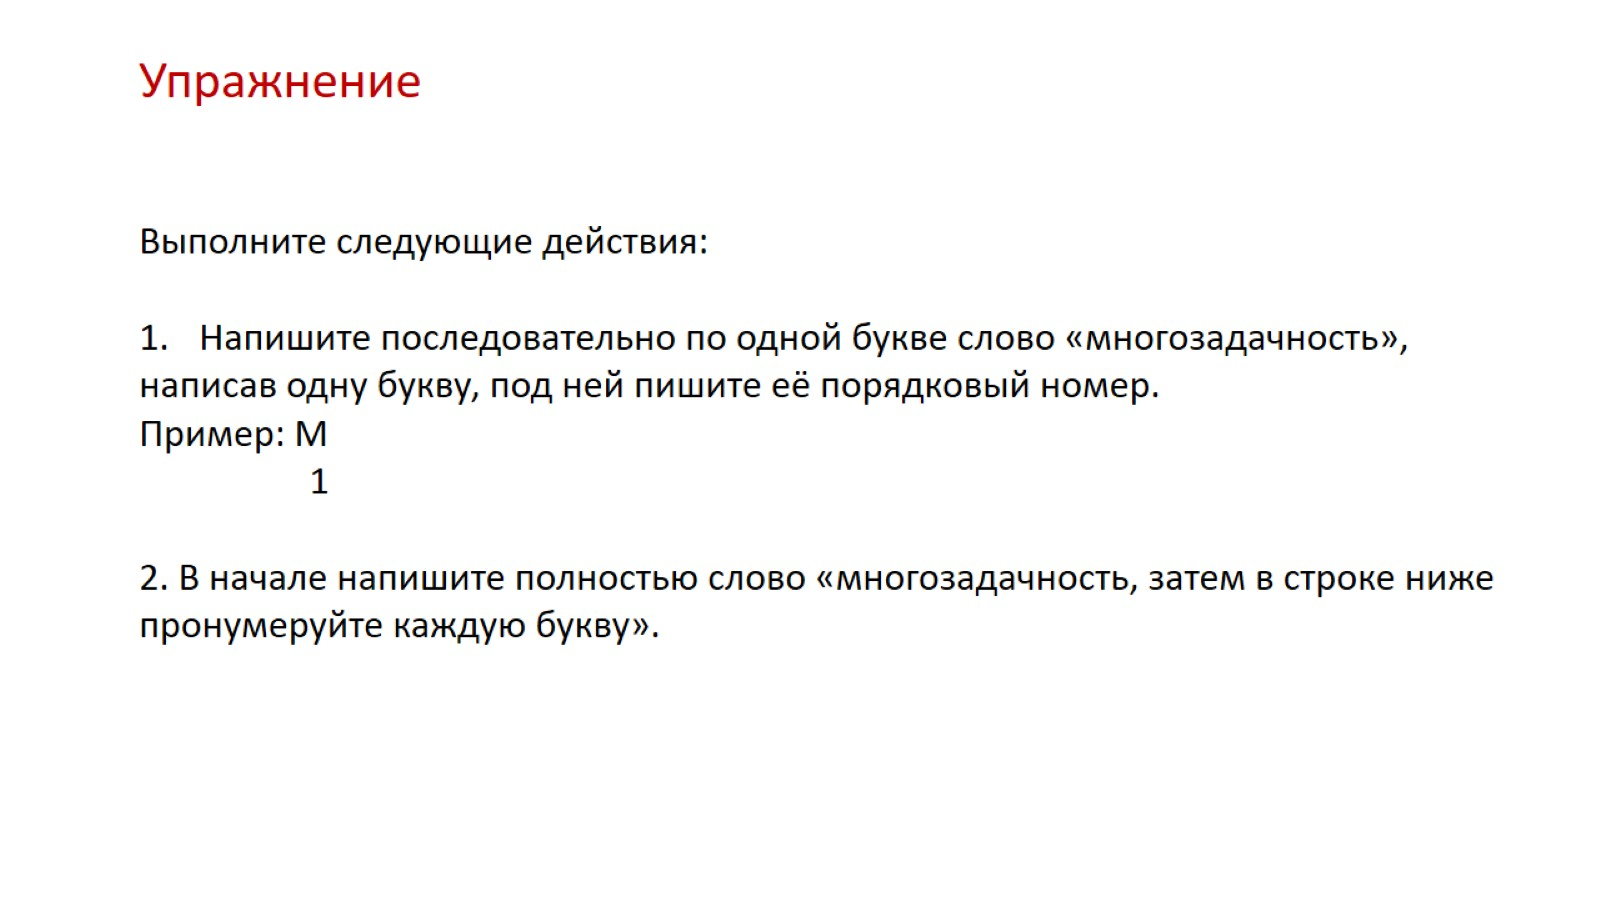 Упражнение
Выполните следующие действия:
1. Напишите последовательно по одной букве слово «многозадачность»,
написав одну букву, под ней пишите её порядковый номер.
Пример: М
1
2. В начале напишите полностью слово «многозадачность, затем в строке ниже
пронумеруйте каждую букву».